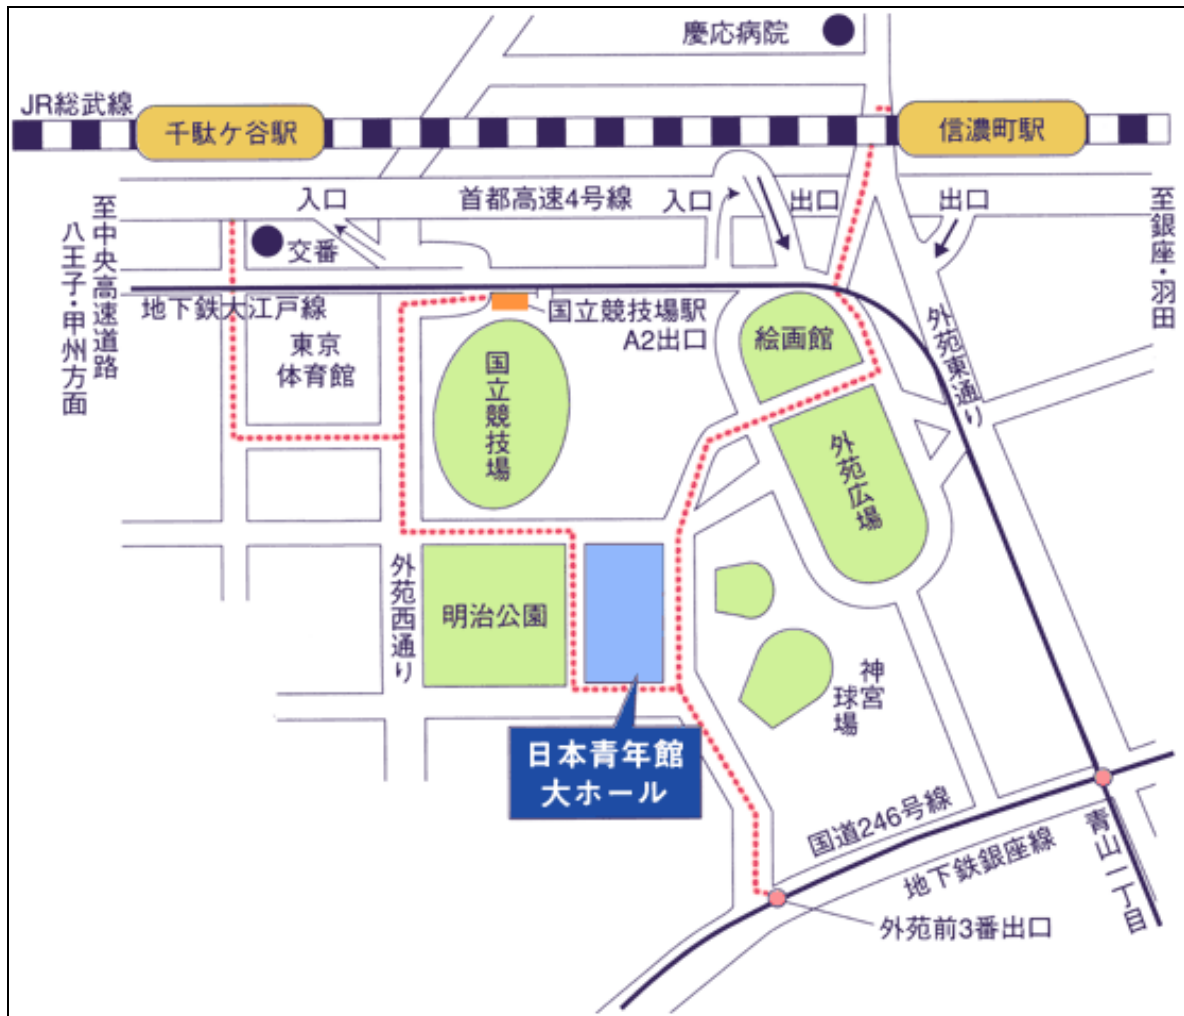 慶応病院
JR総武線
千駄ケ谷駅
信濃町駅
入口
首都高速4号線
入口
出口
出口
至中央高速道路
八王子・甲州方面
至銀座・羽田
交番
地下鉄大江戸線
国立競技場駅
A2出口
東京
体育館
国立競技場
絵画館
外苑東通り
外苑広場
外苑西通り
明治公園
神宮
球場
日本青年館
大ホール
国道246号線
地下鉄銀座線
青山一丁目
外苑前3番出口